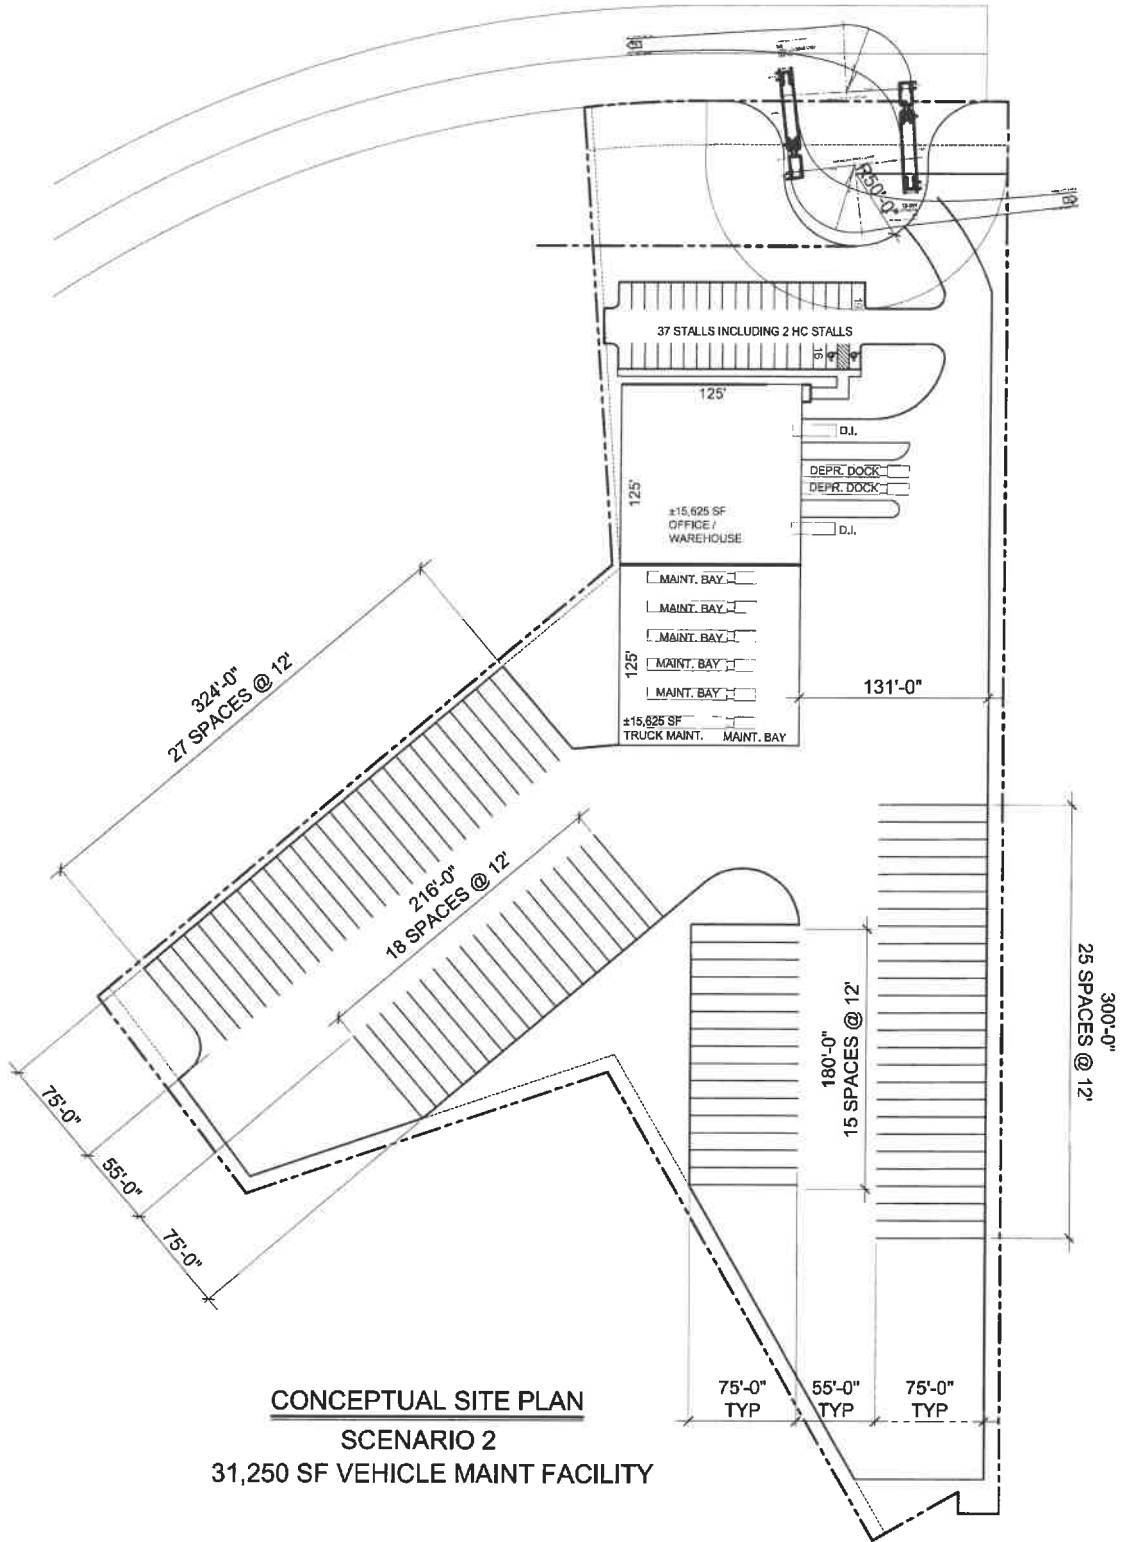 R50'-0"
19
37 STALLS INCLUDING 2 HC STALLS
16
125'
D.I.
DEPR. DOCK
DEPR. DOCK
125'
±15,625 SF
OFFICE /
WAREHOUSE
D.I.
MAINT. BAY
MAINT. BAY
MAINT. BAY
125'
MAINT. BAY
MAINT. BAY
±15,625 SF
TRUCK MAINT.
MAINT. BAY
131'-0"
324'-0"
27 SPACES @ 12'
216'-0"
18 SPACES @ 12'
180'-0"
15 SPACES @ 12'
300'-0"
25 SPACES @ 12'
75'-0"
55'-0"
75'-0"
75'-0"
TYP
55'-0"
TYP
75'-0"
TYP
CONCEPTUAL SITE PLAN
SCENARIO 2
31,250 SF VEHICLE MAINT FACILITY